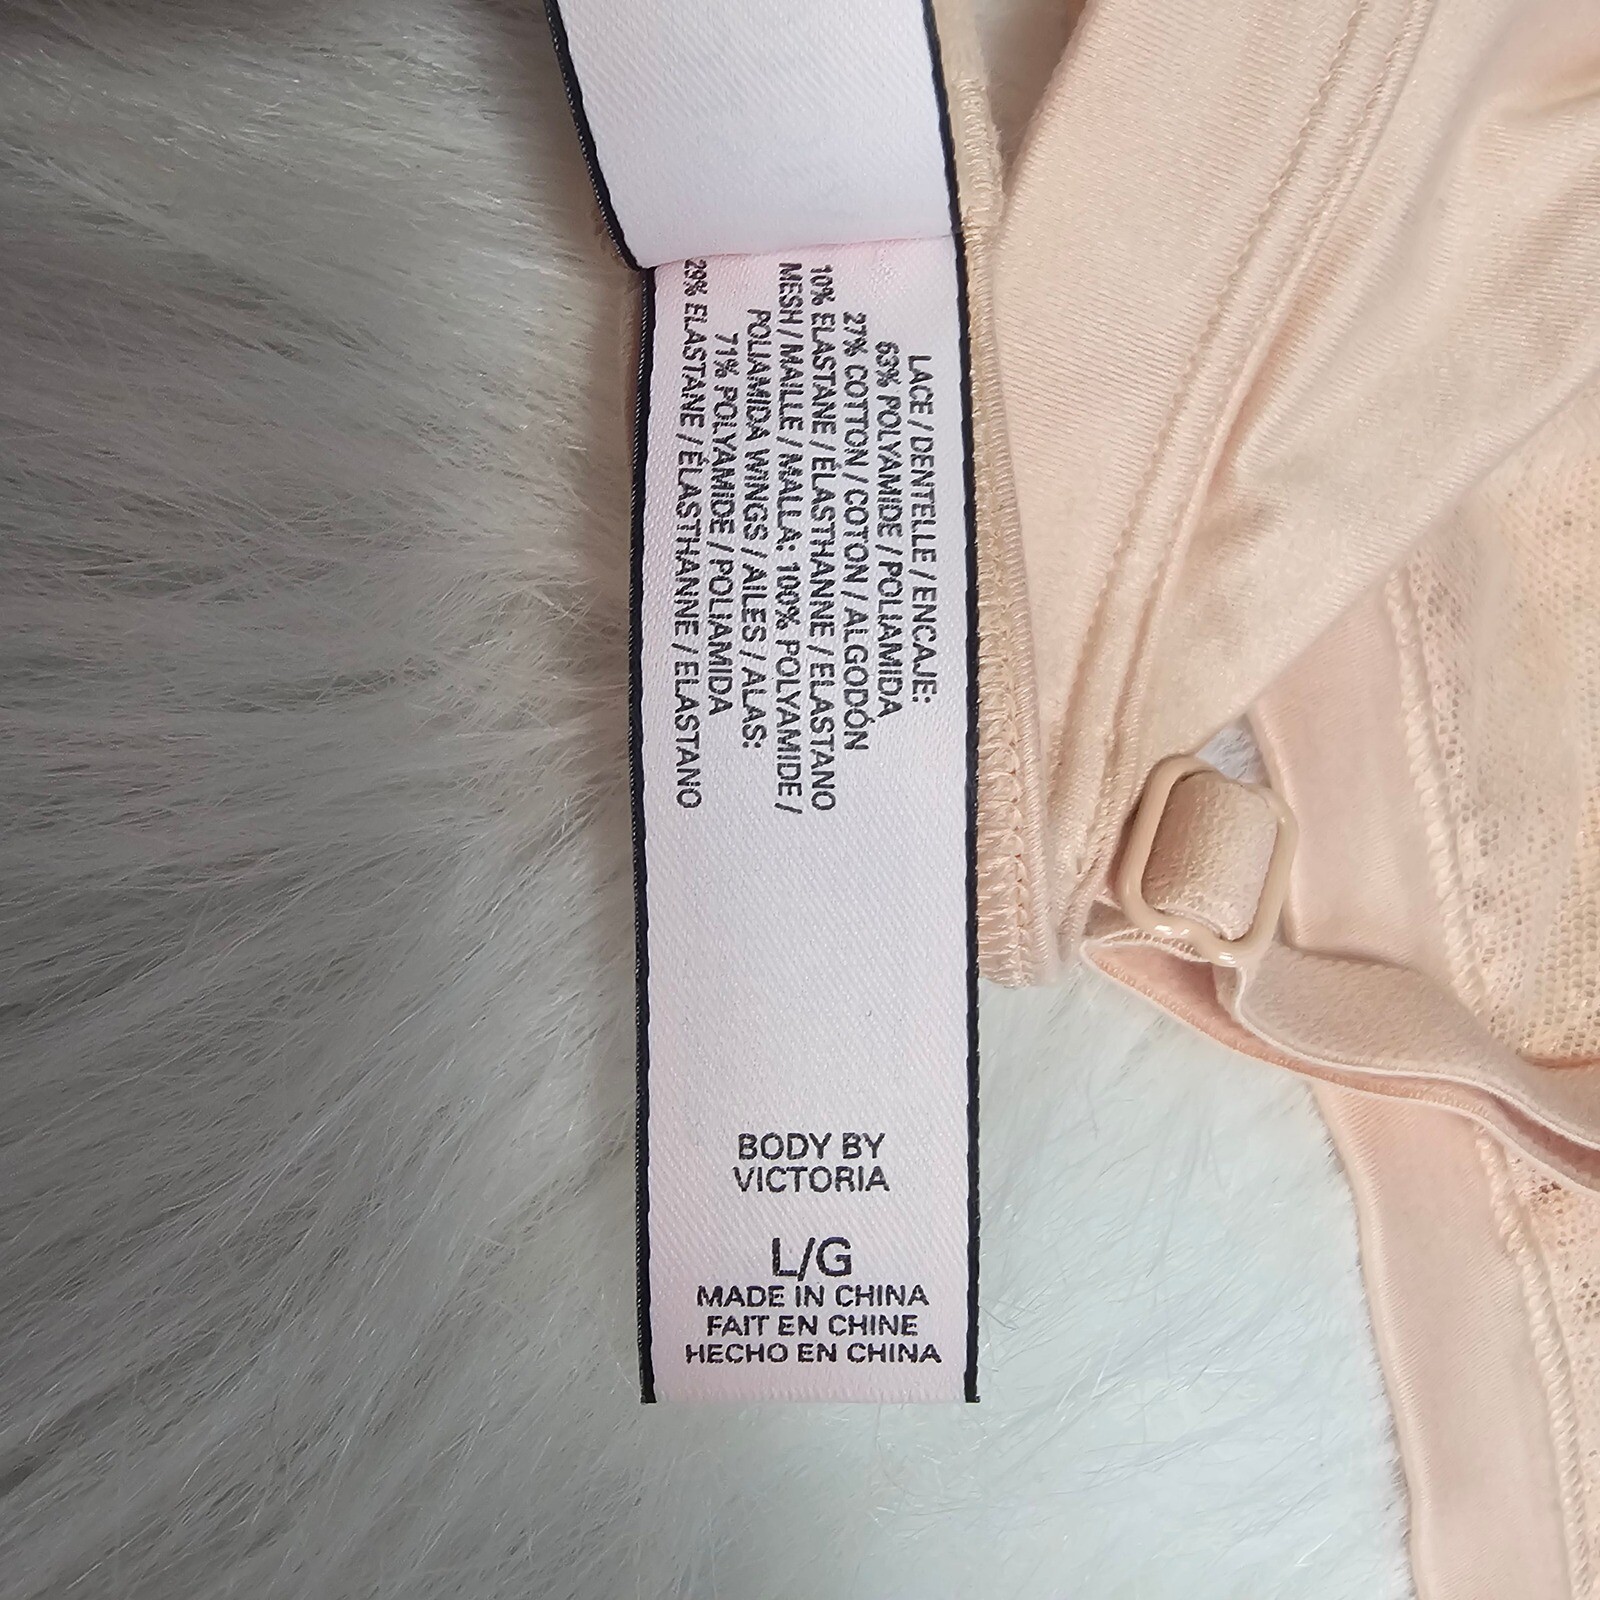 LACE / DENTELLE / ENCAJE:
63% POLYAMIDE / POLIAMIDA
27% COTTON / COTON / ALGODÓN
10% ELASTANE / ÉLASTHANNE / ELASTANO
MESH / MAILLE / MALLA: 100% POLYAMIDE /
POLIAMIDA WINGS / AILES / ALAS:
71% POLYAMIDE / POLIAMIDA
29% ELASTANE / ÉLASTHANNE / ELASTANO
BODY BY
VICTORIA
L/G
MADE IN CHINA
FAIT EN CHINE
HECHO EN CHINA